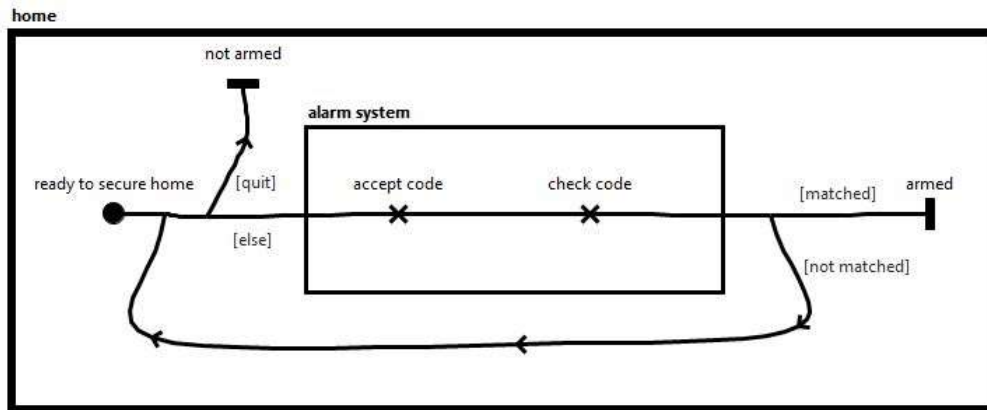 home
not armed
alarm system
ready to secure home
[quit]
accept code
check code
[matched]
armed
[else]
[not matched]